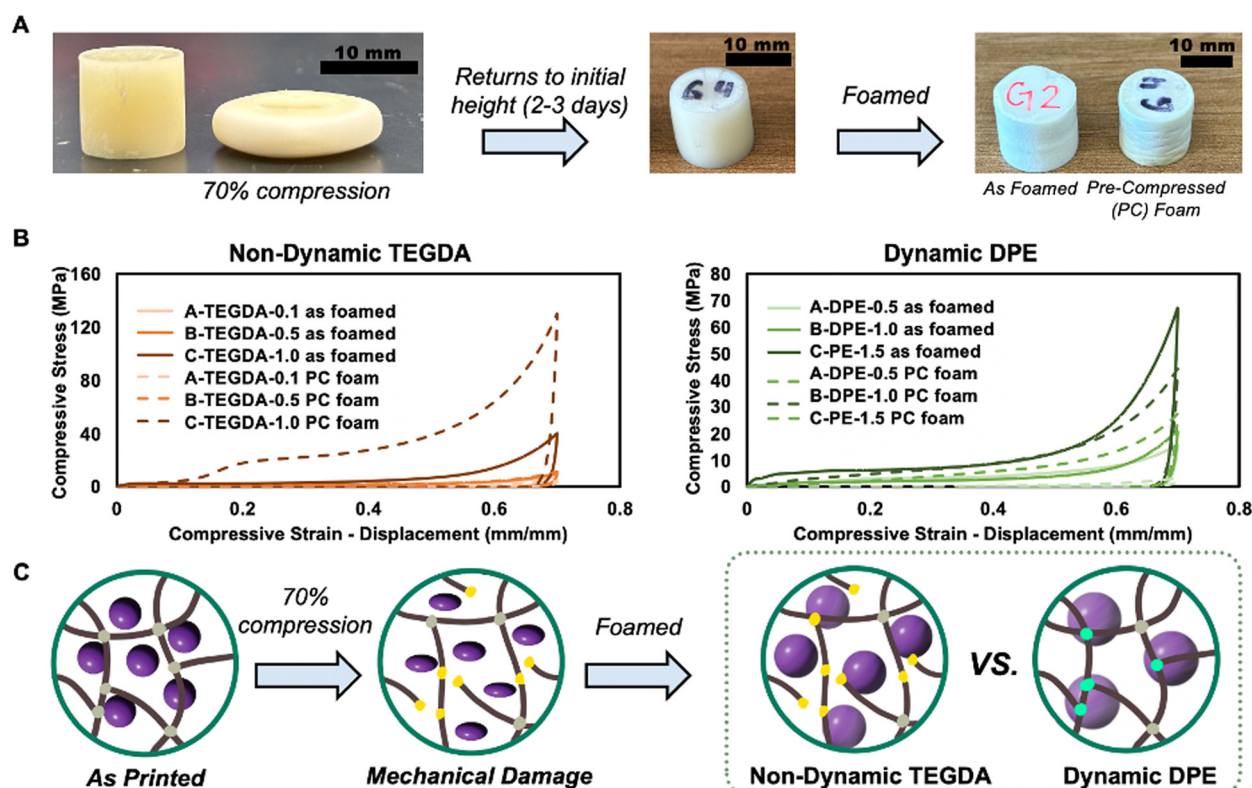 A
10 mm
Returns to initial
height (2-3 days)
10 mm
G4
Foamed
10 mm
G2
G4
70% compression
As Foamed
Pre-Compressed
(PC) Foam
B
Non-Dynamic TEGDA
Compressive Stress (MPa)
160
120
80
40
0
A-TEGDA-0.1 as foamed
B-TEGDA-0.5 as foamed
C-TEGDA-1.0 as foamed
A-TEGDA-0.1 PC foam
B-TEGDA-0.5 PC foam
C-TEGDA-1.0 PC foam
0 0.2 0.4 0.6 0.8
Compressive Strain - Displacement (mm/mm)
Dynamic DPE
Compressive Stress (MPa)
80
70
60
50
40
30
20
10
0
A-DPE-0.5 as foamed
B-DPE-1.0 as foamed
C-PE-1.5 as foamed
A-DPE-0.5 PC foam
B-DPE-1.0 PC foam
C-PE-1.5 PC foam
0 0.2 0.4 0.6 0.8
Compressive Strain - Displacement (mm/mm)
C
70%
compression
Foamed
VS.
As Printed
Mechanical Damage
Non-Dynamic TEGDA
Dynamic DPE